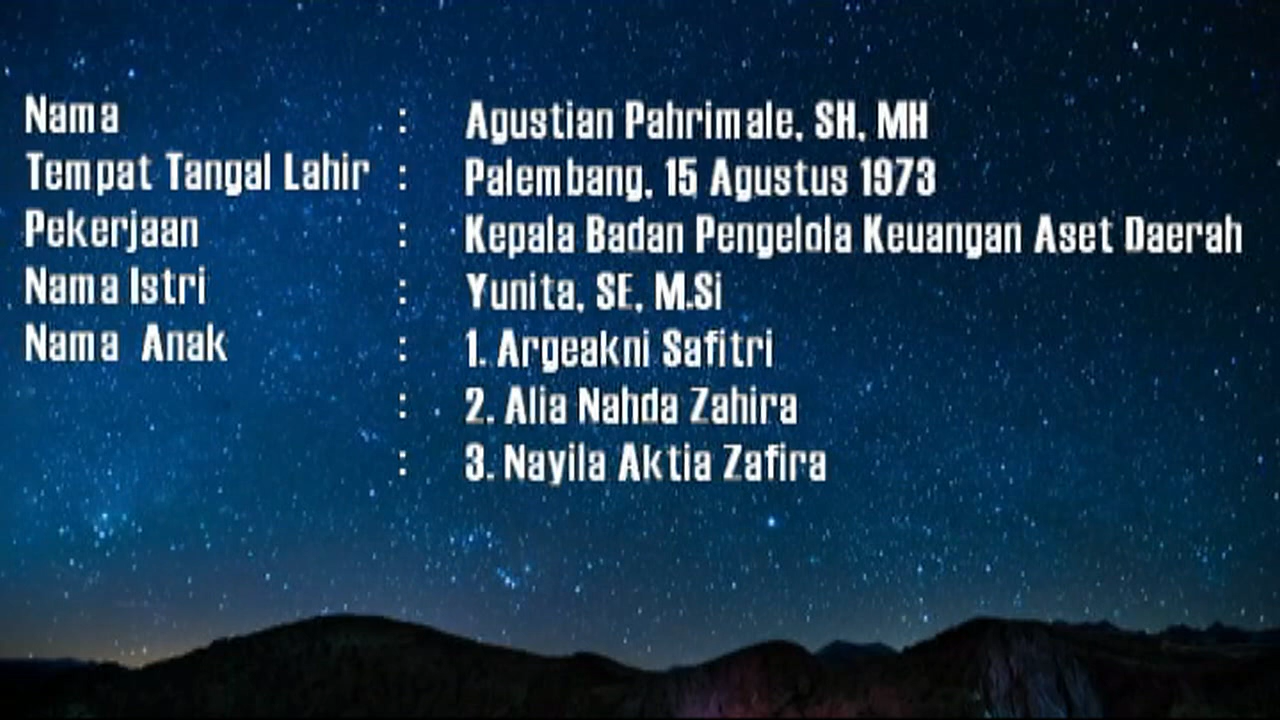 Nama : Agustian Pahrimale, SH, MH
Tempat Tangal Lahir : Palembang, 15 Agustus 1973
Pekerjaan : Kepala Badan Pengelola Keuangan Aset Daerah
Nama Istri : Yunita, SE, M.Si
Nama Anak : 1. Argeakni Safitri
: 2. Alia Nahda Zahira
: 3. Nayila Aktia Zafira